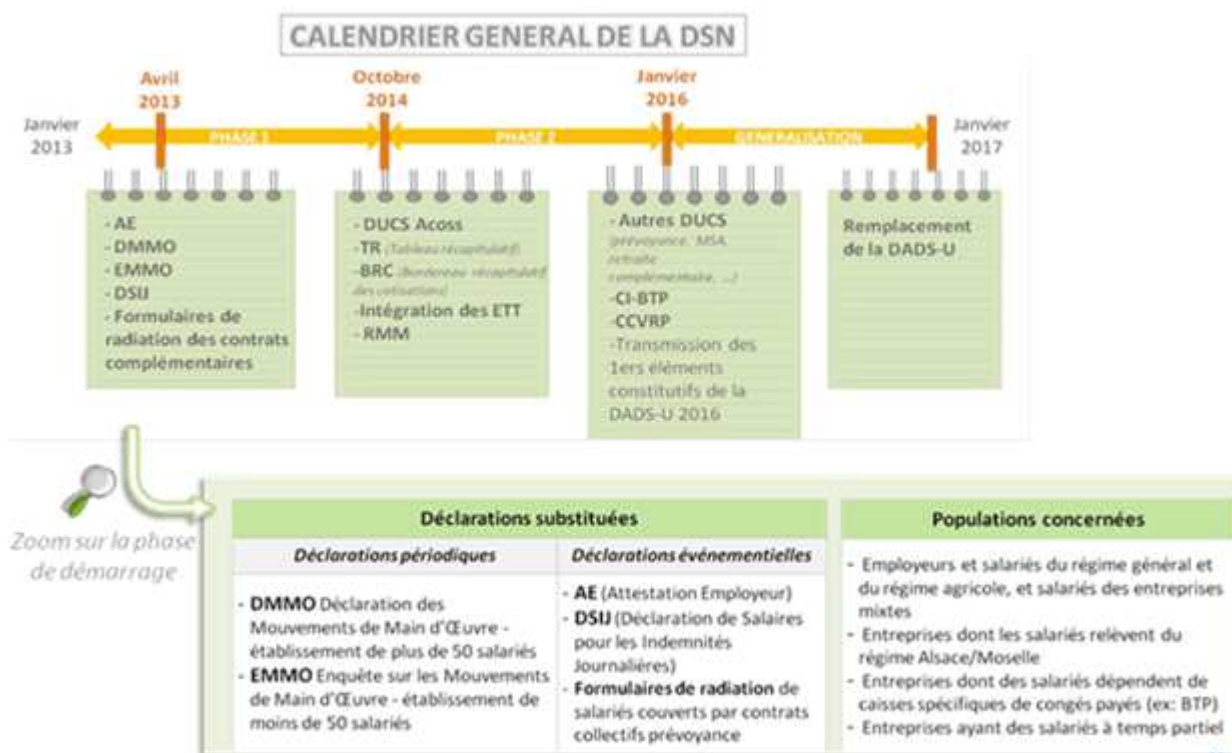 CALENDRIER GENERAL DE LA DSN
Janvier
2013
Avril
2013
Octobre
2014
Janvier
2016
Janvier
2017
PHASE 1
PHASE 2
GENERALISATION
- AE
- DMMO
- EMMO
- DSIJ
- Formulaires de
radiation des contrats
complémentaires
- DUCS Acoss
- TR (Tableau récapitulatif)
-BRC (Bordereau récapitulatif
des cotisations)
-Intégration des ETT
- RMM
- Autres DUCS
(prévoyance, MSA,
retraite
complémentaire, ...)
-CI-BTP
-CCVRP
-Transmission des
1ers éléments
constitutifs de la
DADS-U 2016
Remplacement
de la DADS-U
Zoom sur la phase
de démarrage
Déclarations substituées
Déclarations périodiques
- DMMO Déclaration des
Mouvements de Main d'Œuvre -
établissement de plus de 50 salariés
- EMMO Enquête sur les Mouvements
de Main d'Œuvre - établissement de
moins de 50 salariés
Déclarations événementielles
- AE (Attestation Employeur)
- DSIJ (Déclaration de Salaires
pour les Indemnités
Journalières)
- Formulaires de radiation de
salariés couverts par contrats
collectifs prévoyance
Populations concernées
- Employeurs et salariés du régime général et
du régime agricole, et salariés des entreprises
mixtes
- Entreprises dont les salariés relèvent du
régime Alsace/Moselle
- Entreprises dont des salariés dépendent de
caisses spécifiques de congés payés (ex: BTP)
- Entreprises ayant des salariés à temps partiel